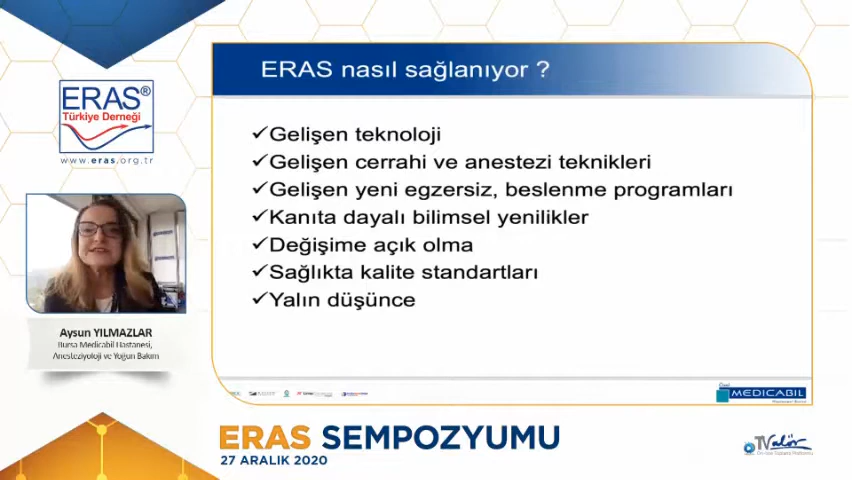 ERAS nasıl sağlanıyor ?
ERAS®
Türkiye Derneği
www.eras.org.tr
✓Gelişen teknoloji
✓Gelişen cerrahi ve anestezi teknikleri
✓Gelişen yeni egzersiz, beslenme programları
✓Kanıta dayalı bilimsel yenilikler
✓Değişime açık olma
✓Sağlıkta kalite standartları
✓Yalın düşünce
Aysun YILMAZLAR
Bursa Medicabil Hastanesi,
Anesteziyoloji ve Yoğun Bakım
Özel
MEDICABIL
ERAS SEMPOZYUMU
27 ARALIK 2020
TValör